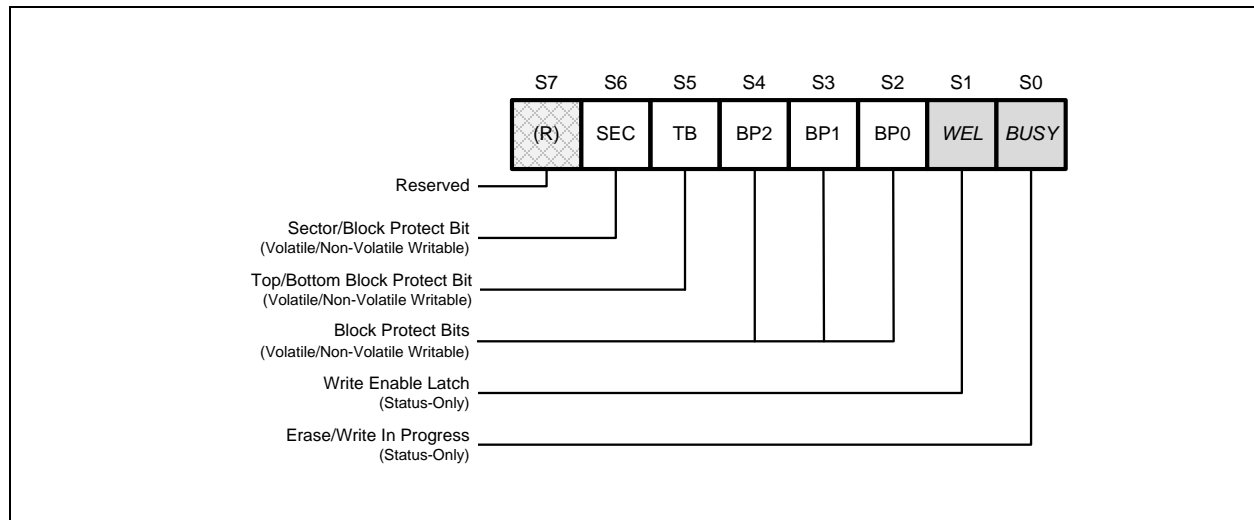 S7 S6 S5 S4 S3 S2 S1 S0
(R) SEC TB BP2 BP1 BP0 WEL BUSY
Reserved
Sector/Block Protect Bit
(Volatile/Non-Volatile Writable)
Top/Bottom Block Protect Bit
(Volatile/Non-Volatile Writable)
Block Protect Bits
(Volatile/Non-Volatile Writable)
Write Enable Latch
(Status-Only)
Erase/Write In Progress
(Status-Only)